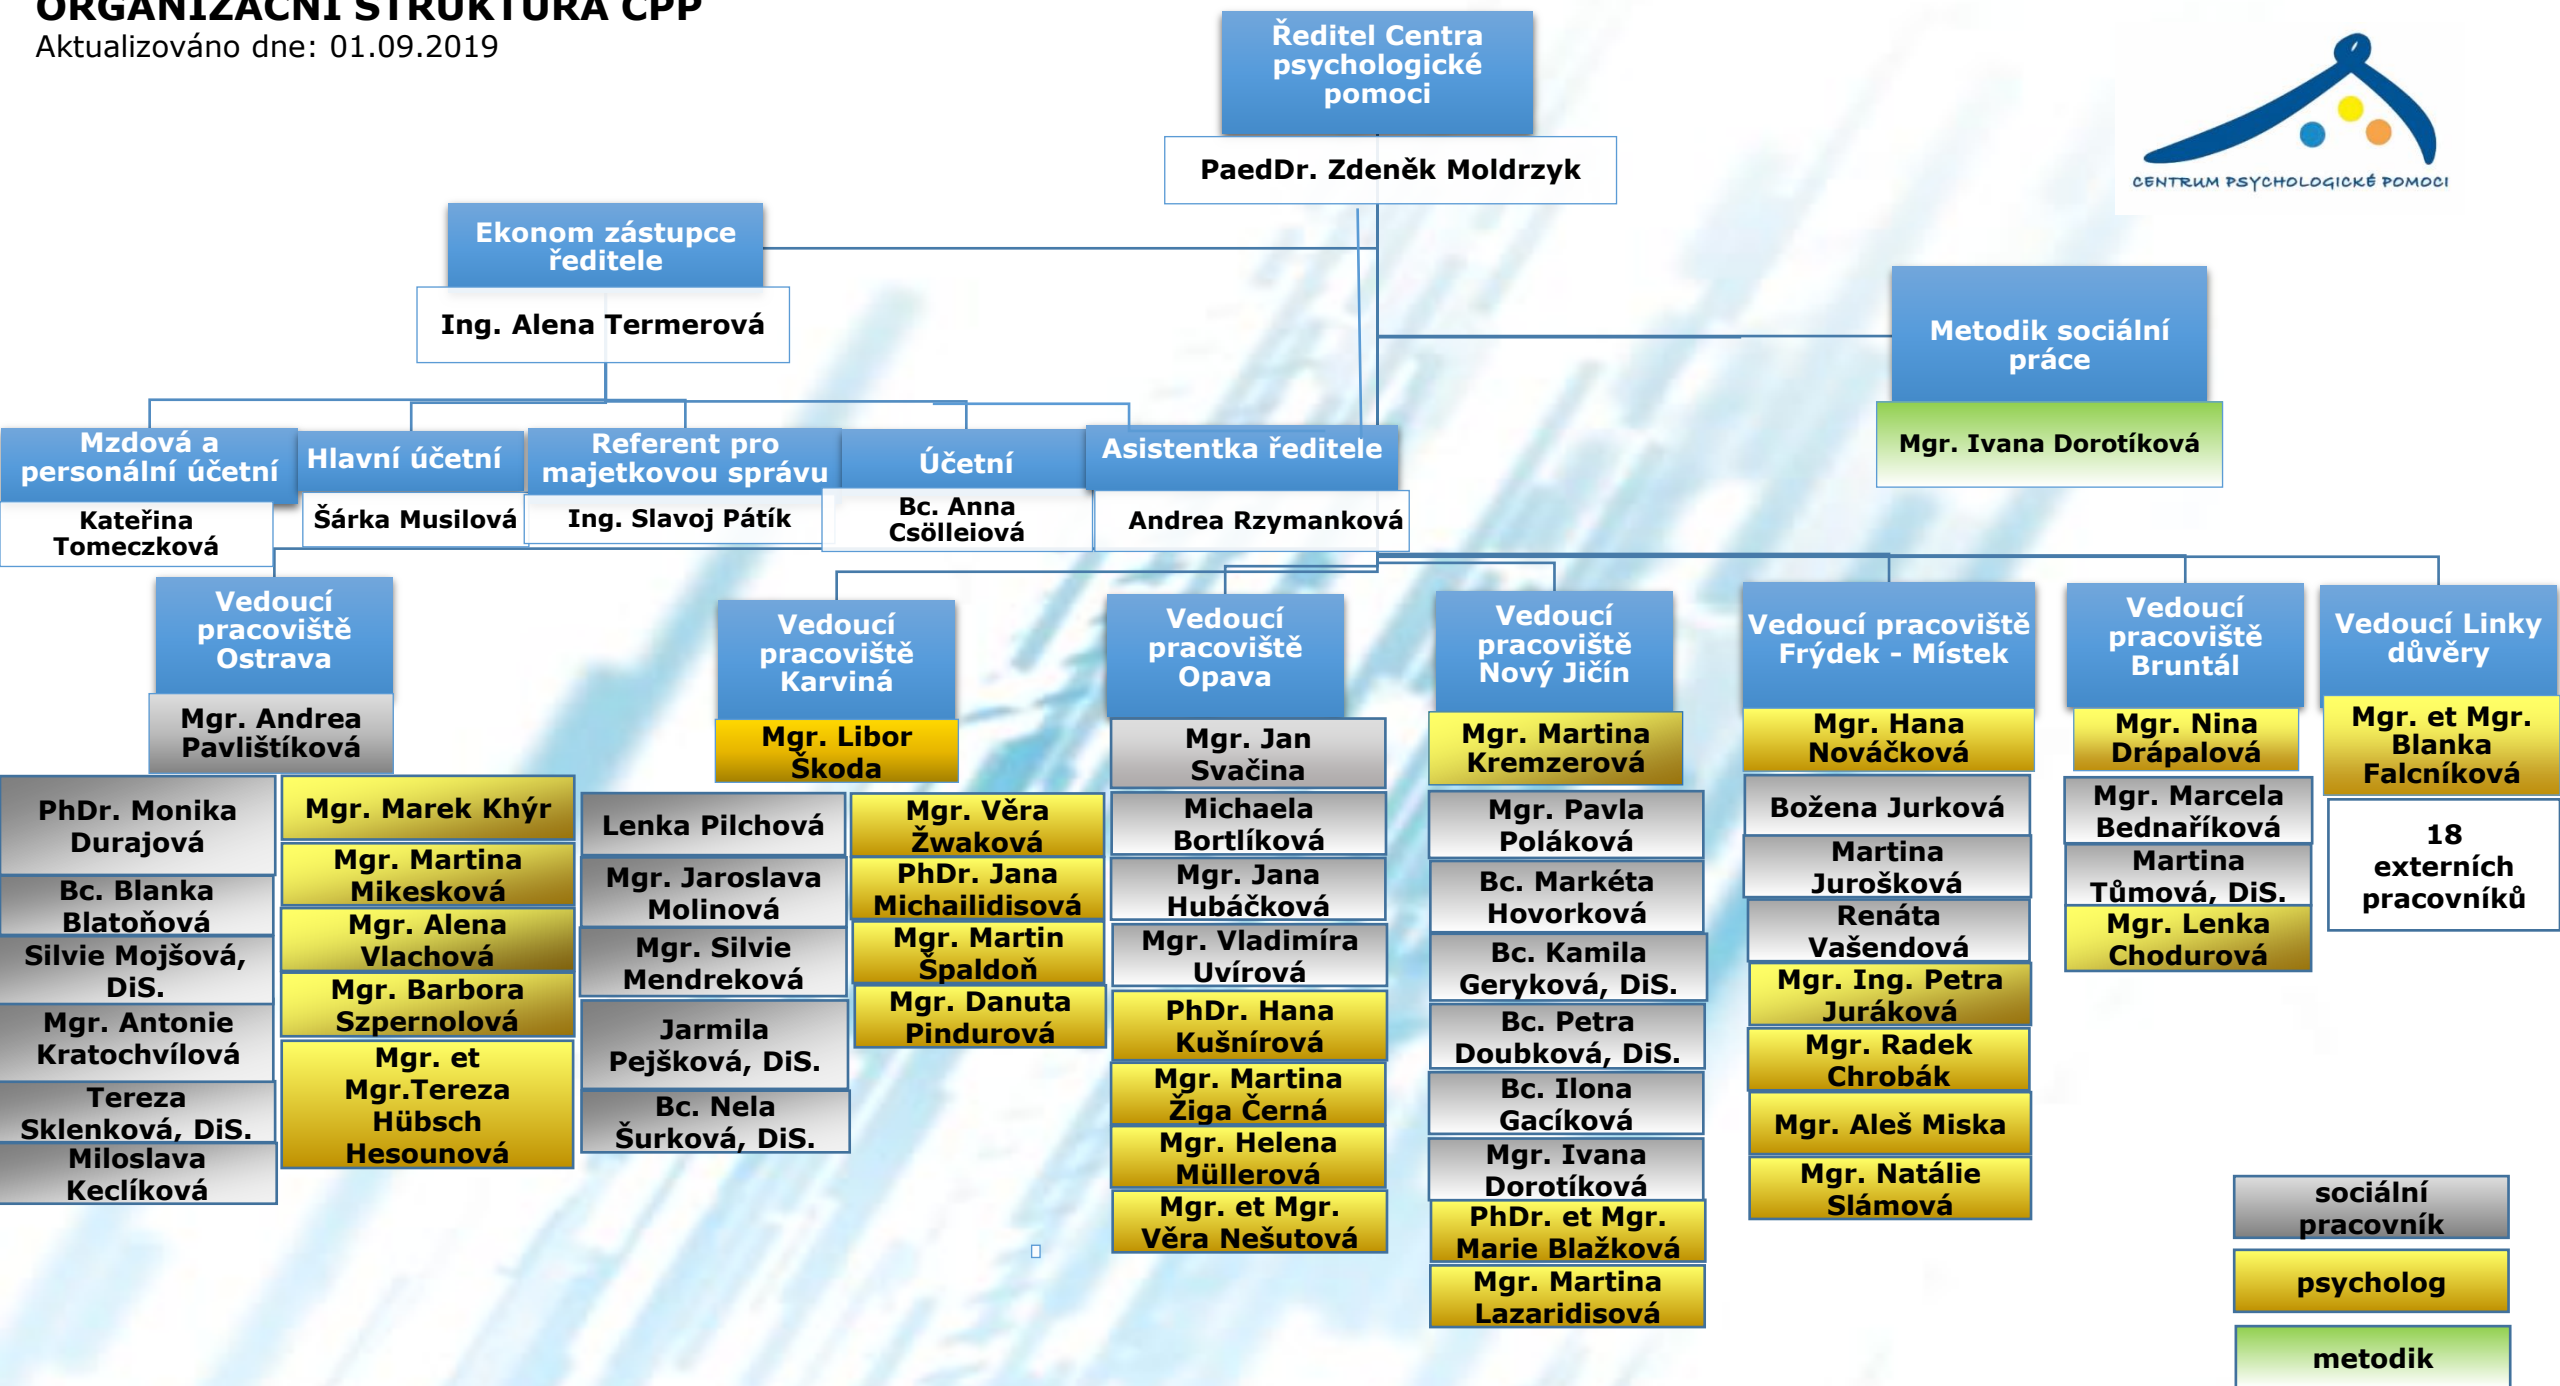 ORGANIZAČNÍ STRUKTURA CPP
Aktualizováno dne: 01.09.2019
Ředitel Centra
psychologické
pomoci
PaedDr. Zdeněk Moldrzyk
CENTRUM PSYCHOLOGICKÉ POMOCI
Ekonom zástupce
ředitele
Ing. Alena Termerová
Metodik sociální
práce
Mgr. Ivana Dorotíková
Mzdová a
personální účetní
Kateřina
Tomeczková
Hlavní účetní
Šárka Musilová
Referent pro
majetkovou správu
Ing. Slavoj Pátík
Účetní
Bc. Anna
Csölleiová
Asistentka ředitele
Andrea Rzymanková
Vedoucí
pracoviště
Ostrava
Mgr. Andrea
Pavlištíková
PhDr. Monika
Durajová
Bc. Blanka
Blatoňová
Silvie Mojšová,
DiS.
Mgr. Antonie
Kratochvílová
Tereza
Sklenková, DiS.
Miloslava
Keclíková
Mgr. Marek Khýr
Mgr. Martina
Mikesková
Mgr. Alena
Vlachová
Mgr. Barbora
Szpernolová
Mgr. et
Mgr.Tereza
Hübsch
Hesounová
Vedoucí
pracoviště
Karviná
Mgr. Libor
Škoda
Lenka Pilchová
Mgr. Jaroslava
Molinová
Mgr. Silvie
Mendreková
Jarmila
Pejšková, DiS.
Bc. Nela
Šurková, DiS.
Mgr. Věra
Žwaková
PhDr. Jana
Michailidisová
Mgr. Martin
Špaldoň
Mgr. Danuta
Pindurová
Vedoucí
pracoviště
Opava
Mgr. Jan
Svačina
Michaela
Bortlíková
Mgr. Jana
Hubáčková
Mgr. Vladimíra
Uvírová
PhDr. Hana
Kušnírová
Mgr. Martina
Žiga Černá
Mgr. Helena
Müllerová
Mgr. et Mgr.
Věra Nešutová
Vedoucí
pracoviště
Nový Jičín
Mgr. Martina
Kremzerová
Mgr. Pavla
Poláková
Bc. Markéta
Hovorková
Bc. Kamila
Geryková, DiS.
Bc. Petra
Doubková, DiS.
Bc. Ilona
Gacíková
Mgr. Ivana
Dorotíková
PhDr. et Mgr.
Marie Blažková
Mgr. Martina
Lazaridisová
Vedoucí pracoviště
Frýdek - Místek
Mgr. Hana
Nováčková
Božena Jurková
Martina
Jurošková
Renáta
Vašendová
Mgr. Ing. Petra
Juráková
Mgr. Radek
Chrobák
Mgr. Aleš Miska
Mgr. Natálie
Slámová
Vedoucí
pracoviště
Bruntál
Mgr. Nina
Drápalová
Mgr. Marcela
Bednaříková
Martina
Tůmová, DiS.
Mgr. Lenka
Chodurová
Vedoucí Linky
důvěry
Mgr. et Mgr.
Blanka
Falcníková
18
externích
pracovníků
sociální
pracovník
psycholog
metodik